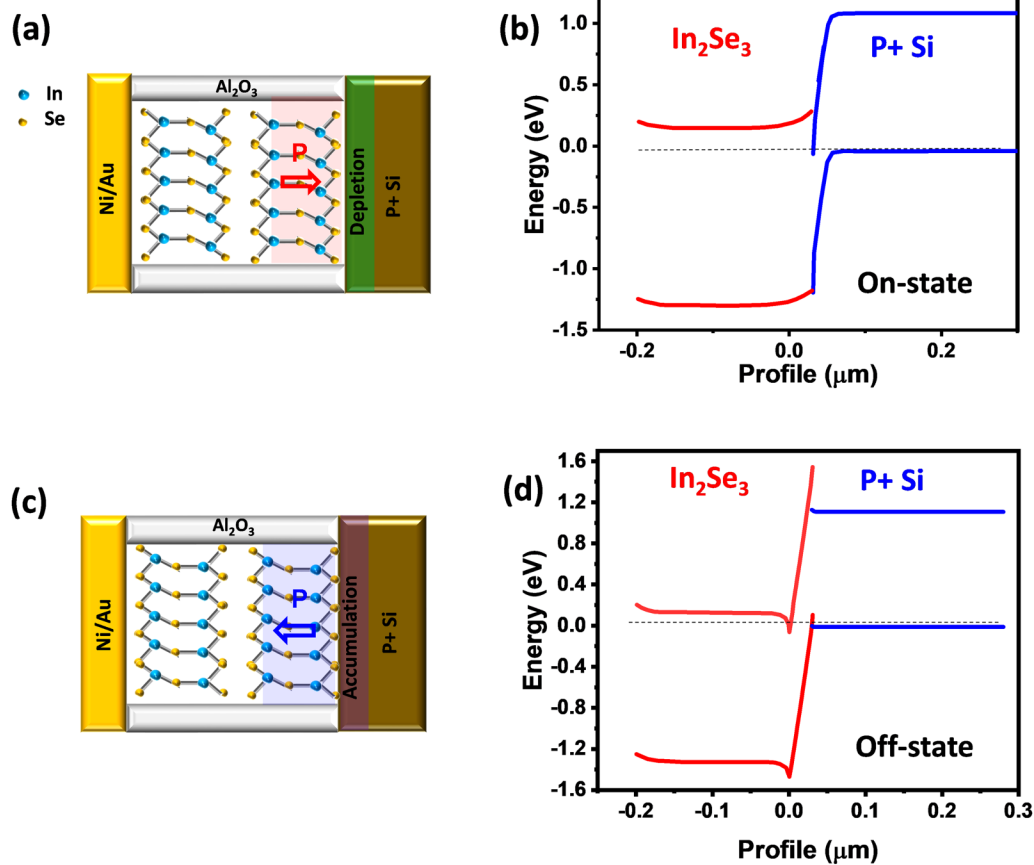 (a)
In
Se
Al₂O₃
Ni/Au
P
Depletion
P+ Si
(b)
In₂Se₃
P+ Si
On-state
Energy (eV)
1.0
0.5
0.0
-0.5
-1.0
-1.5
-0.2
0.0
0.2
Profile (μm)
(c)
Al₂O₃
Ni/Au
P
Accumulation
P+ Si
(d)
In₂Se₃
P+ Si
Off-state
Energy (eV)
1.6
1.2
0.8
0.4
0.0
-0.4
-0.8
-1.2
-1.6
-0.2
-0.1
0.0
0.1
0.2
0.3
Profile (μm)